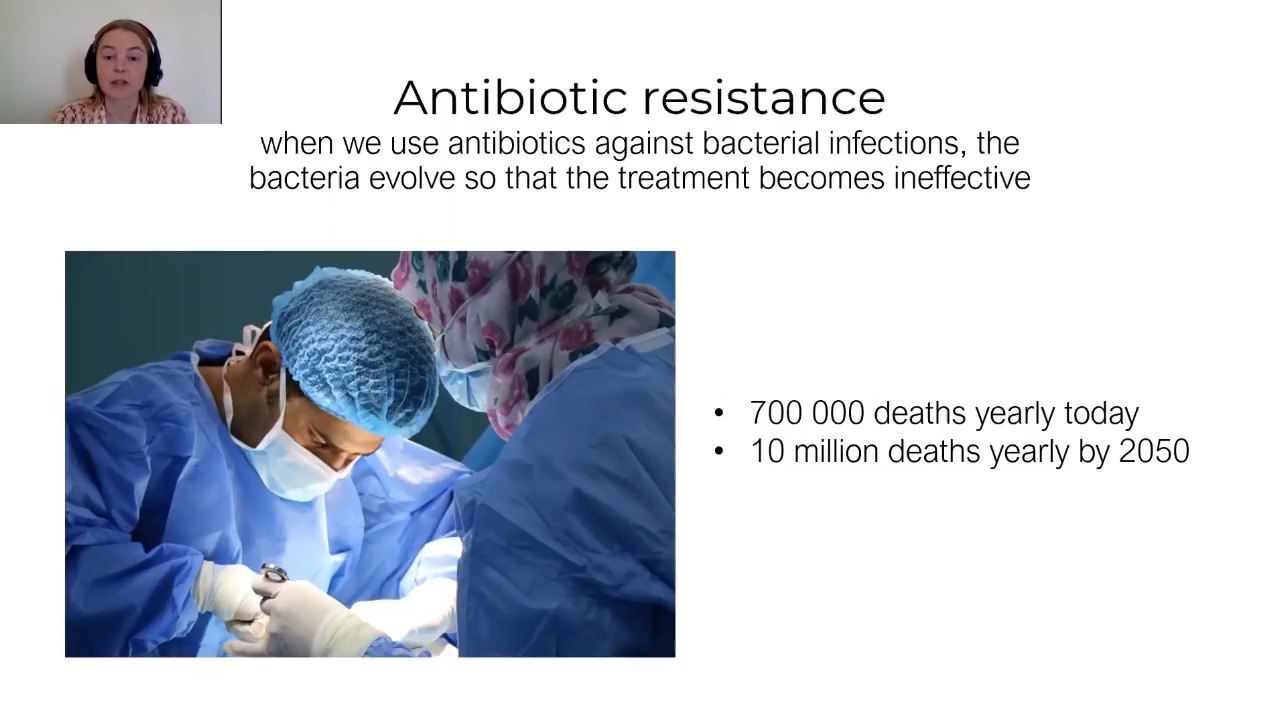 Antibiotic resistance
when we use antibiotics against bacterial infections, the
bacteria evolve so that the treatment becomes ineffective
• 700 000 deaths yearly today
• 10 million deaths yearly by 2050